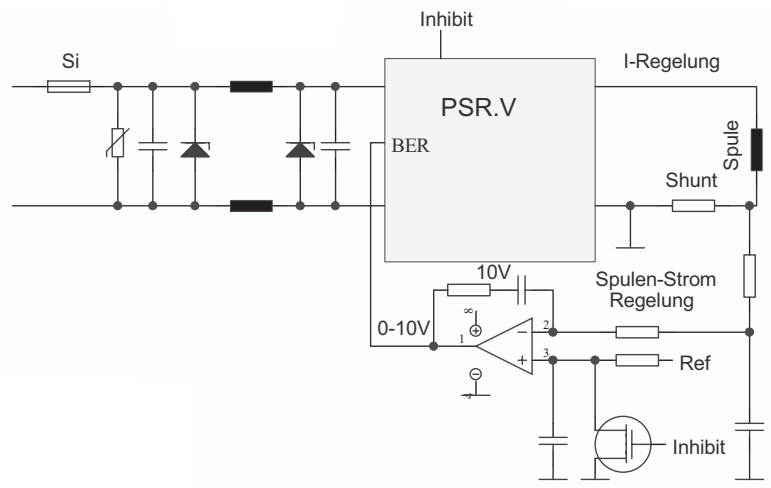 Inhibit
Si
I-Regelung
PSR.V
BER
Spule
Shunt
10V
Spulen-Strom
Regelung
0-10V
∞
2
1
3
Ref
4
Inhibit